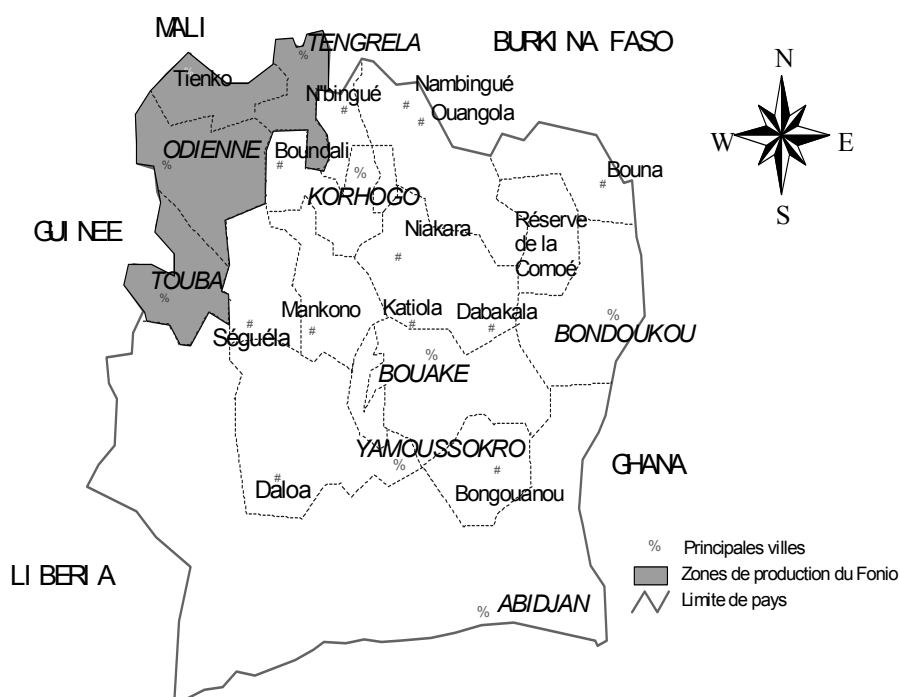 MALI
TENGRELA
BURKINA FASO
Tienko
N'bingué
Nambingué
Ouangola
N
W
E
S
ODIENNE
Boundali
KORHOGO
Bouna
GUINEE
Niakara
Réserve
de la
Comoé
TOUBA
Séguéla
Mankono
Katiola
Dabakala
BONDOUKOU
BOUAKE
YAMOUSSOKRO
GHANA
Daloa
Bongouanou
LIBERIA
ABIDJAN
% Principales villes
Zones de production du Fonio
Limite de pays